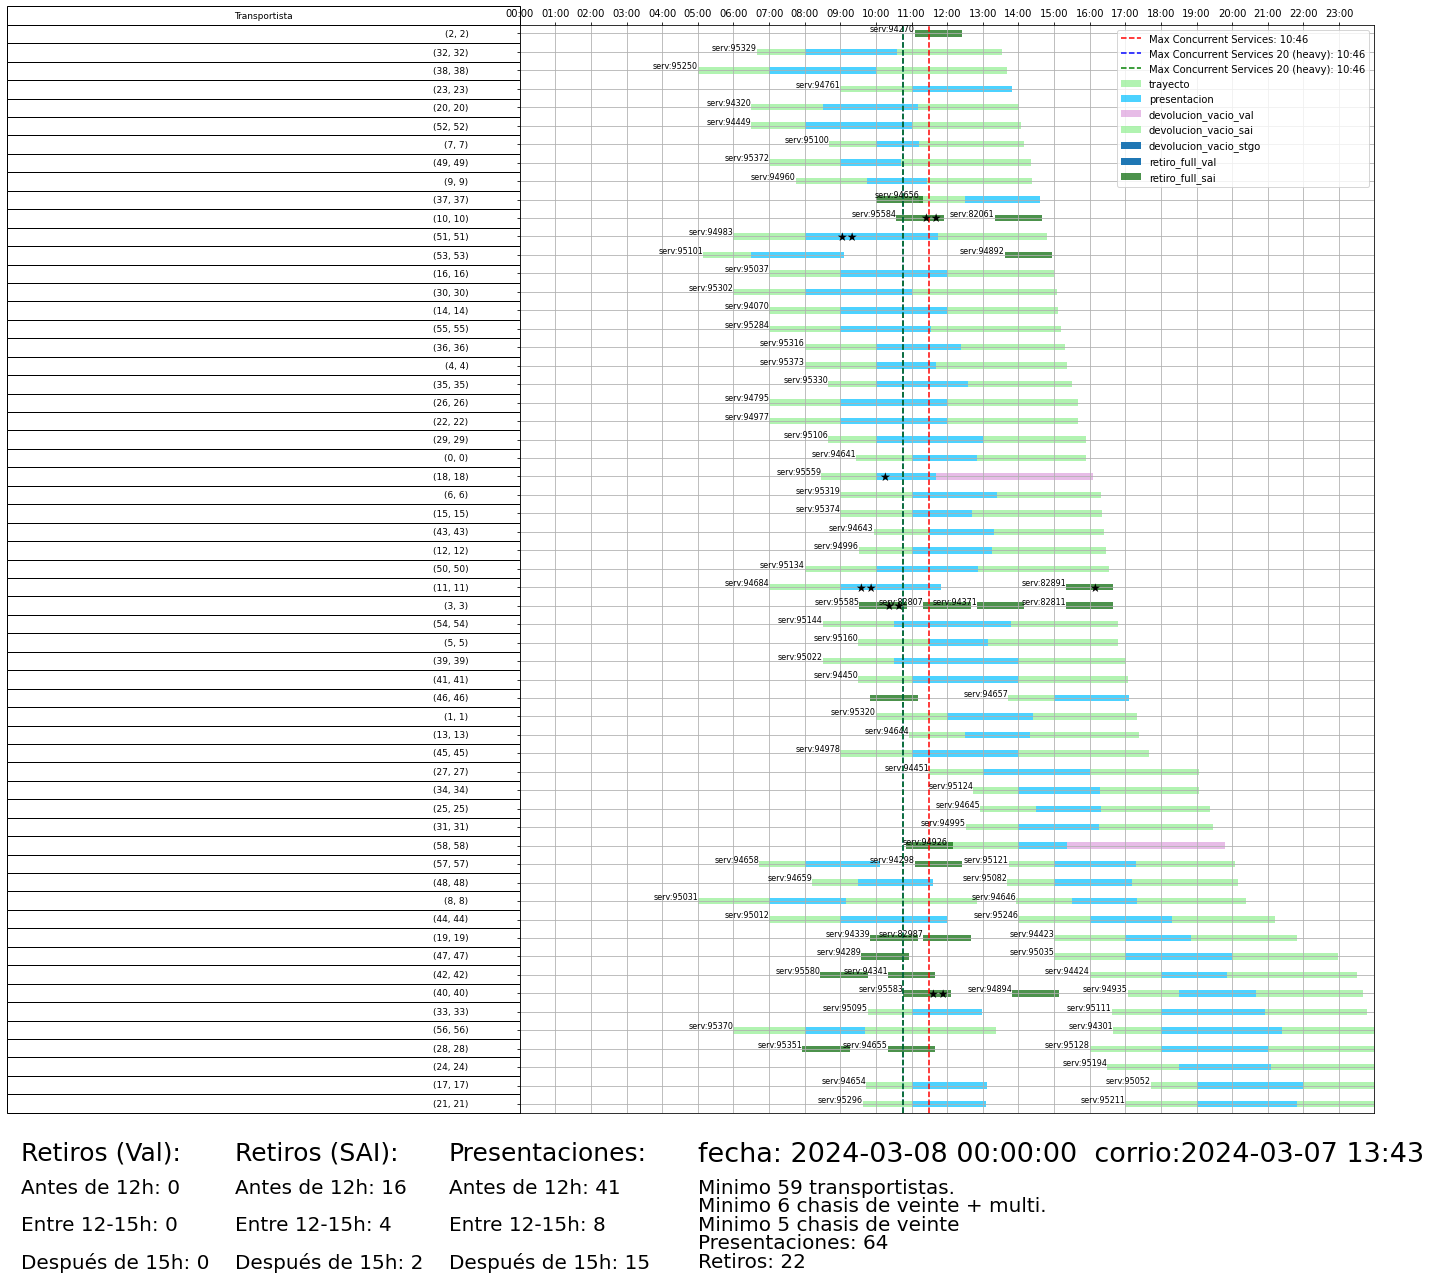 Transportista
00:00 01:00 02:00 03:00 04:00 05:00 06:00 07:00 08:00 09:00 10:00 11:00 12:00 13:00 14:00 15:00 16:00 17:00 18:00 19:00 20:00 21:00 22:00 23:00
Max Concurrent Services: 10:46
Max Concurrent Services 20 (heavy): 10:46
Max Concurrent Services 20 (heavy): 10:46
trayecto
presentacion
devolucion_vacio_val
devolucion_vacio_sai
devolucion_vacio_stgo
retiro_full_val
retiro_full_sai
(2, 2) serv:94270
(32, 32) serv:95329
(38, 38) serv:95250
(23, 23) serv:94761
(20, 20) serv:94320
(52, 52) serv:94449
(7, 7) serv:95100
(49, 49) serv:95372
(9, 9) serv:94960
(37, 37) serv:94656
(10, 10) serv:95584 serv:82061
(51, 51) serv:94983
(53, 53) serv:95101 serv:94892
(16, 16) serv:95037
(30, 30) serv:95302
(14, 14) serv:94070
(55, 55) serv:95284
(36, 36) serv:95316
(4, 4) serv:95373
(35, 35) serv:95330
(26, 26) serv:94795
(22, 22) serv:94977
(29, 29) serv:95106
(0, 0) serv:94641
(18, 18) serv:95559
(6, 6) serv:95319
(15, 15) serv:95374
(43, 43) serv:94643
(12, 12) serv:94996
(50, 50) serv:95134
(11, 11) serv:94684 serv:82891
(3, 3) serv:95585 serv:82807 serv:94371 serv:82811
(54, 54) serv:95144
(5, 5) serv:95160
(39, 39) serv:95022
(41, 41) serv:94450
(46, 46) serv:94657
(1, 1) serv:95320
(13, 13) serv:94644
(45, 45) serv:94978
(27, 27) serv:94451
(34, 34) serv:95124
(25, 25) serv:94645
(31, 31) serv:94995
(58, 58) serv:94926
(57, 57) serv:94658 serv:94298 serv:95121
(48, 48) serv:94659 serv:95082
(8, 8) serv:95031 serv:94646
(44, 44) serv:95012 serv:95246
(19, 19) serv:94339 serv:82987 serv:94423
(47, 47) serv:94289 serv:95035
(42, 42) serv:95580 serv:94341 serv:94424
(40, 40) serv:95583 serv:94894 serv:94935
(33, 33) serv:95095 serv:95111
(56, 56) serv:95370 serv:94301
(28, 28) serv:95351 serv:94655 serv:95128
(24, 24) serv:95194
(17, 17) serv:94654 serv:95052
(21, 21) serv:95296 serv:95211
Retiros (Val):
Antes de 12h: 0
Entre 12-15h: 0
Después de 15h: 0
Retiros (SAI):
Antes de 12h: 16
Entre 12-15h: 4
Después de 15h: 2
Presentaciones:
Antes de 12h: 41
Entre 12-15h: 8
Después de 15h: 15
fecha: 2024-03-08 00:00:00 corrio:2024-03-07 13:43
Minimo 59 transportistas.
Minimo 6 chasis de veinte + multi.
Minimo 5 chasis de veinte
Presentaciones: 64
Retiros: 22